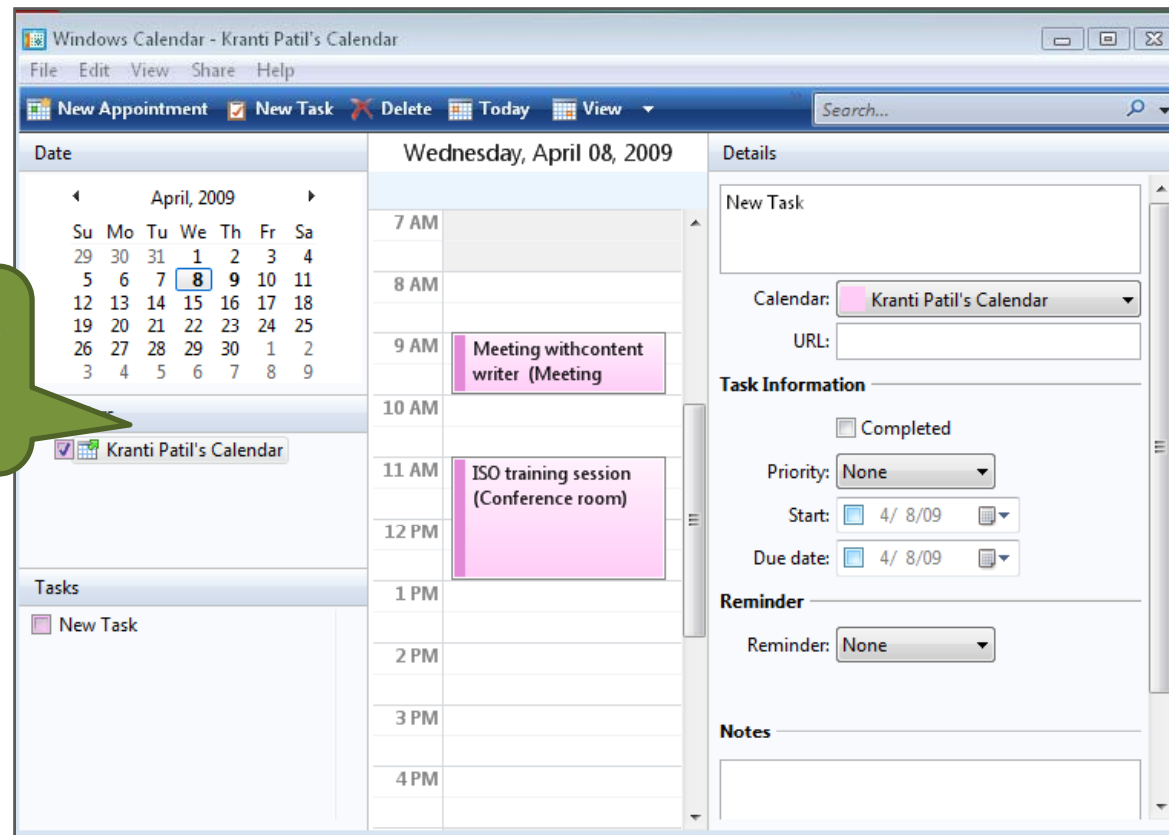 Windows Calendar - Kranti Patil's Calendar
File Edit View Share Help
New Appointment New Task Delete Today View Search...
Date
April, 2009
Su Mo Tu We Th Fr Sa
29 30 31 1 2 3 4
5 6 7 8 9 10 11
12 13 14 15 16 17 18
19 20 21 22 23 24 25
26 27 28 29 30 1 2
3 4 5 6 7 8 9
Kranti Patil's Calendar
Tasks
New Task
Wednesday, April 08, 2009
7 AM
8 AM
9 AM
Meeting withcontent
writer (Meeting
10 AM
11 AM
ISO training session
(Conference room)
12 PM
1 PM
2 PM
3 PM
4 PM
Details
New Task
Calendar: Kranti Patil's Calendar
URL:
Task Information
Completed
Priority: None
Start: 4/ 8/09
Due date: 4/ 8/09
Reminder
Reminder: None
Notes